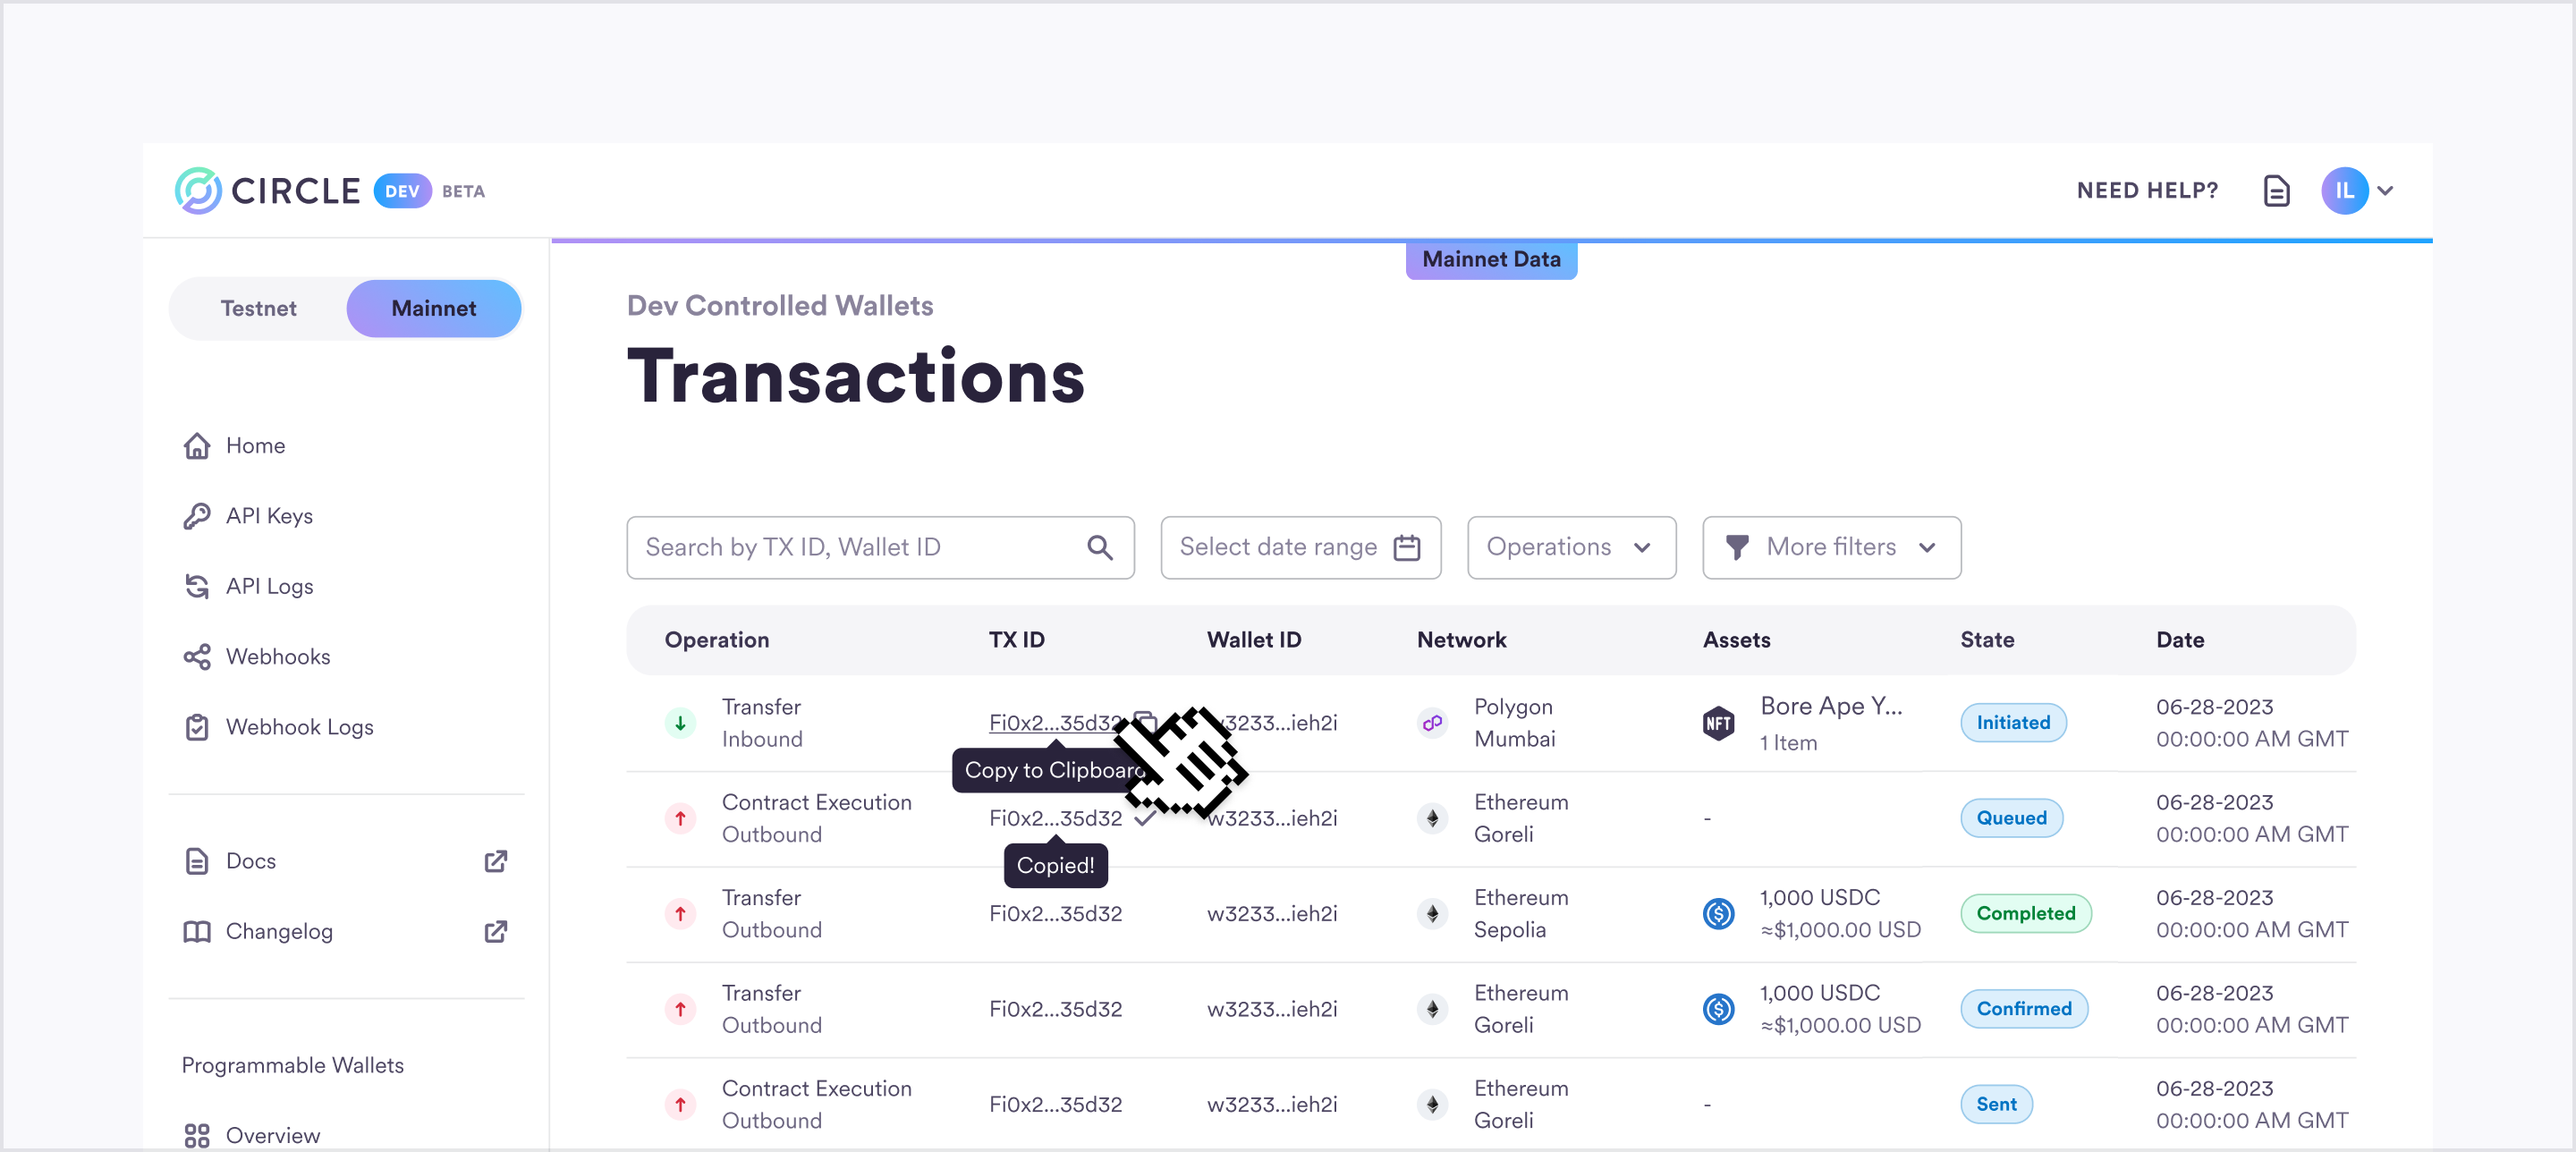 CIRCLE DEV BETA
NEED HELP?
IL
Testnet
Mainnet
Mainnet Data
Dev Controlled Wallets
Transactions
Home
API Keys
API Logs
Webhooks
Webhook Logs
Docs
Changelog
Programmable Wallets
Overview
Search by TX ID, Wallet ID
Select date range
Operations
More filters
Operation TX ID Wallet ID Network Assets State Date
Transfer
Inbound
Fi0x2...35d32
w3233...ieh2i
Polygon
Mumbai
NFT
Bore Ape Y...
1 Item
Initiated
06-28-2023
00:00:00 AM GMT
Copy to Clipboard
Contract Execution
Outbound
Fi0x2...35d32
w3233...ieh2i
Ethereum
Goreli
-
Queued
06-28-2023
00:00:00 AM GMT
Copied!
Transfer
Outbound
Fi0x2...35d32
w3233...ieh2i
Ethereum
Sepolia
1,000 USDC
≈$1,000.00 USD
Completed
06-28-2023
00:00:00 AM GMT
Transfer
Outbound
Fi0x2...35d32
w3233...ieh2i
Ethereum
Goreli
1,000 USDC
≈$1,000.00 USD
Confirmed
06-28-2023
00:00:00 AM GMT
Contract Execution
Outbound
Fi0x2...35d32
w3233...ieh2i
Ethereum
Goreli
-
Sent
06-28-2023
00:00:00 AM GMT